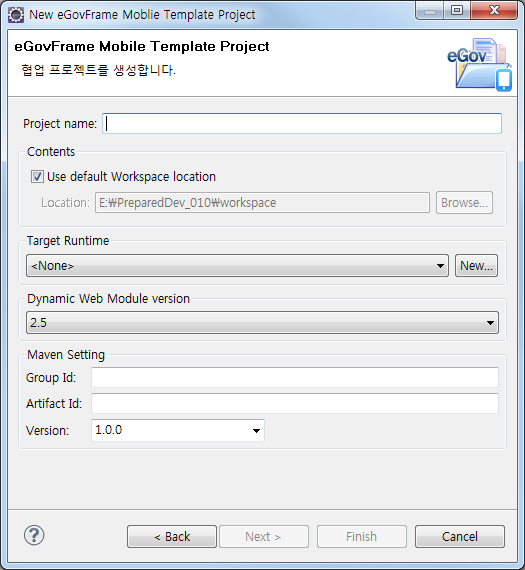 New eGovFrame Moblie Template Project
eGovFrame Mobile Template Project
협업 프로젝트를 생성합니다.
eGov
Project name:
Contents
Use default Workspace location
Location: E:₩PreparedDev_010₩workspace Browse...
Target Runtime
<None> New...
Dynamic Web Module version
2.5
Maven Setting
Group Id:
Artifact Id:
Version: 1.0.0
? < Back Next > Finish Cancel